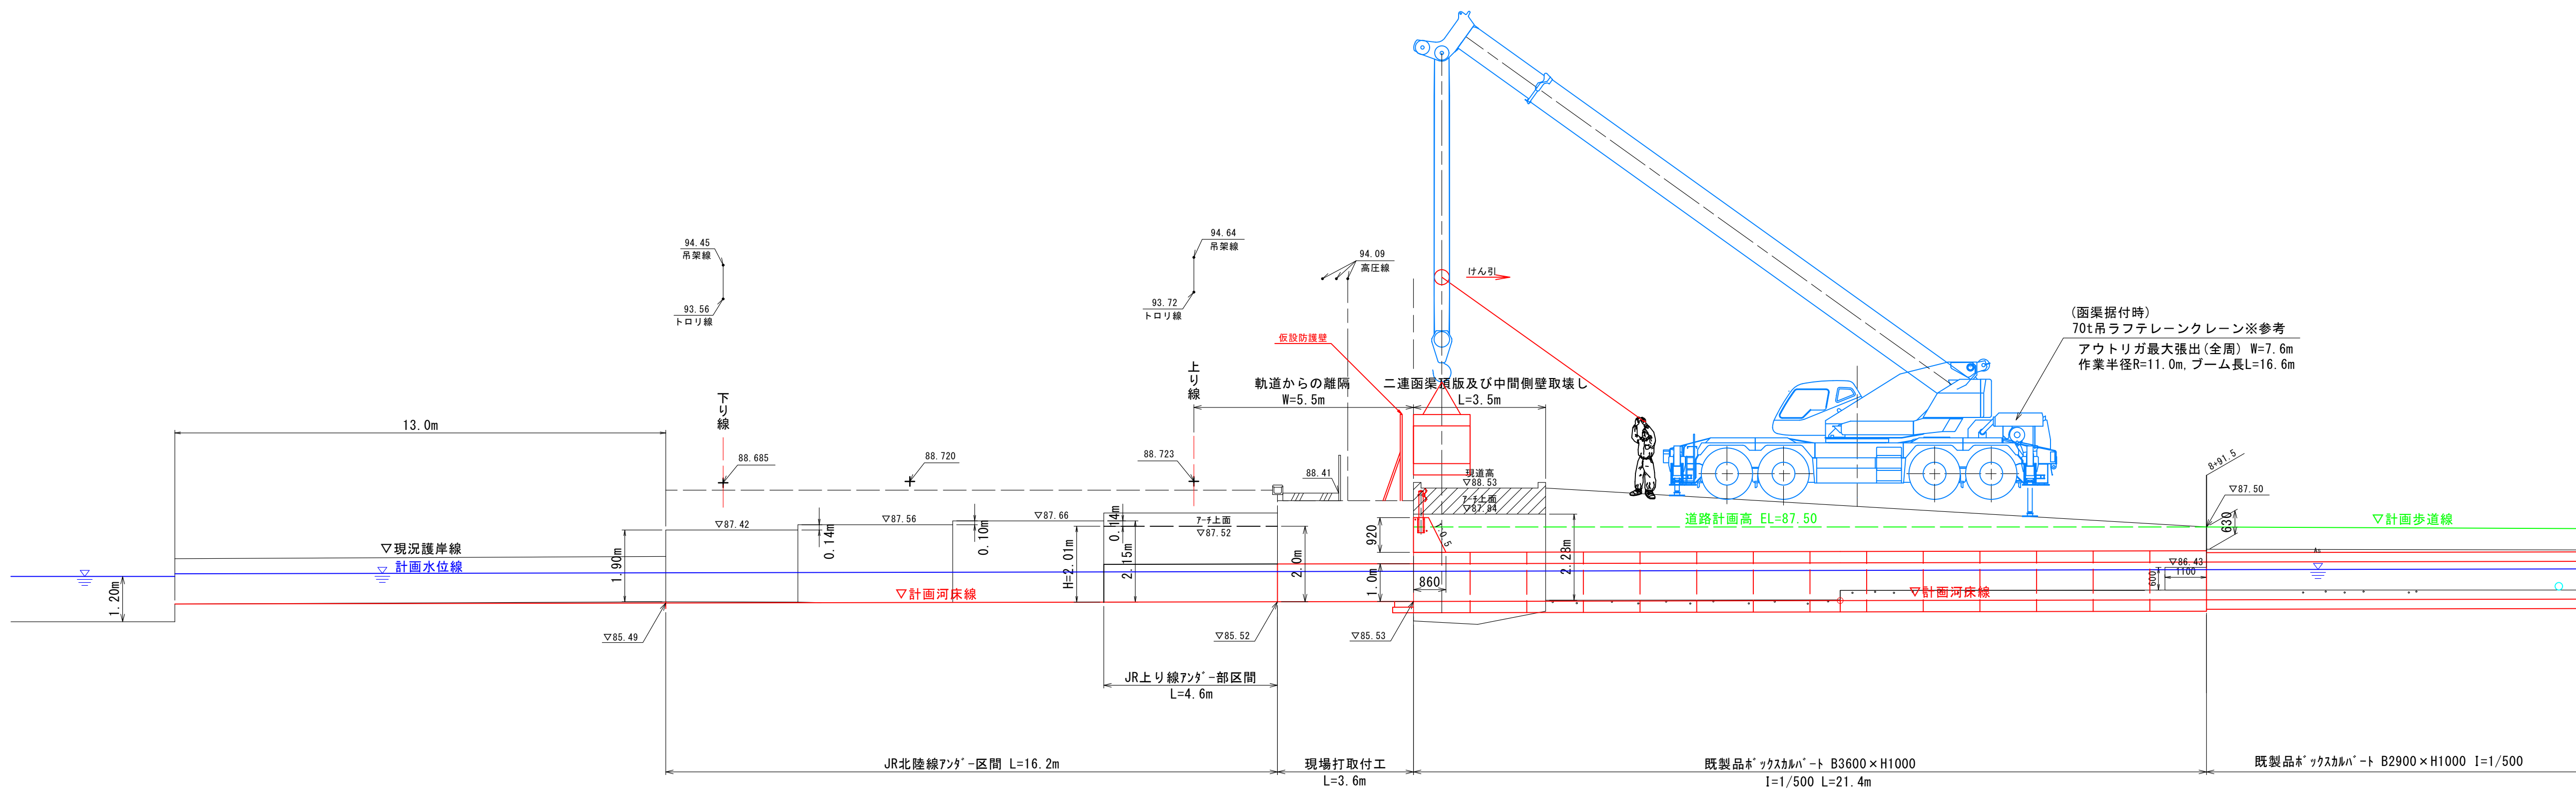 94.45
吊架線
93.56
トロリ線
94.64
吊架線
93.72
トロリ線
94.09
高圧線
けん引
(函渠据付時)
70t吊ラフテレーンクレーン※参考
アウトリガ最大張出(全周) W=7.6m
作業半径R=11.0m,ブーム長L=16.6m
仮設防護壁
下り線
上り線
軌道からの離隔
W=5.5m
二連函渠頂版及び中間側壁取壊し
L=3.5m
13.0m
88.685
88.720
88.723
88.41
現道高
▽88.53
アーチ上面
▽87.84
8+91.5
▽87.50
630
▽87.42
0.14m
▽87.56
0.10m
▽87.66
0.14m
アーチ上面
▽87.52
920
1:0.5
道路計画高 EL=87.50
▽計画歩道線
▽現況護岸線
計画水位線
1.20m
1.90m
▽計画河床線
H=2.01m
2.15m
2.0m
1.0m
860
2.28m
▽計画河床線
▽86.43
1100
600
As
▽85.49
▽85.52
▽85.53
JR上り線アンダー部区間
L=4.6m
JR北陸線アンダー区間 L=16.2m
現場打取付工
L=3.6m
既製品ボックスカルバート B3600×H1000
I=1/500 L=21.4m
既製品ボックスカルバート B2900×H1000 I=1/500